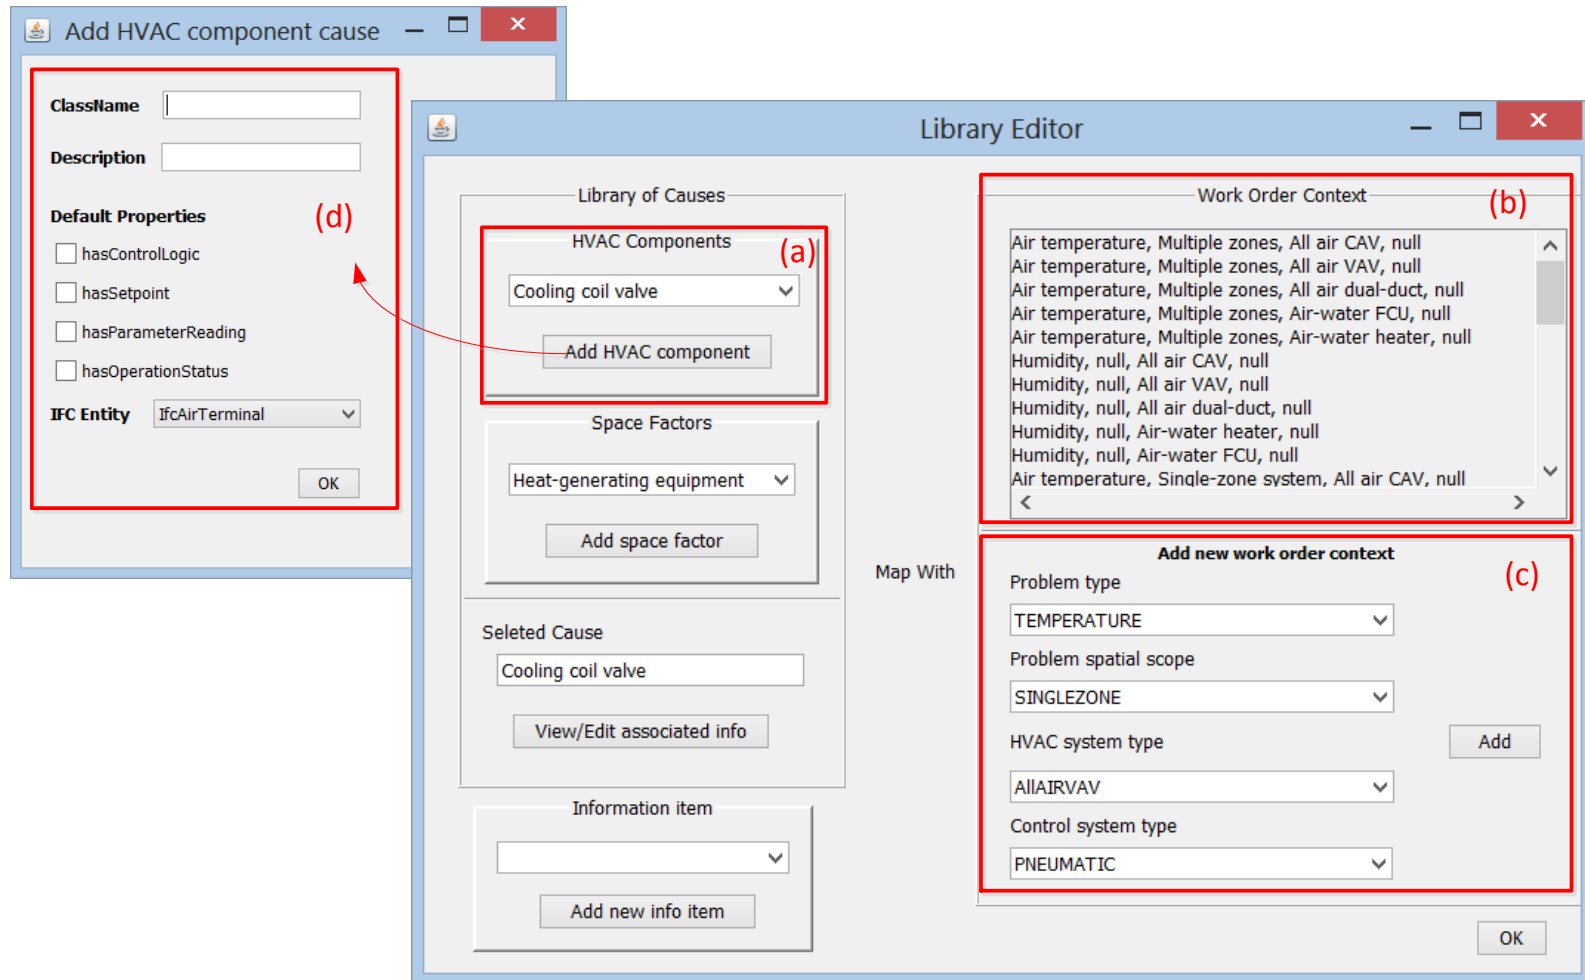 Add HVAC component cause
ClassName
Description
Default Properties
(d)
hasControlLogic
hasSetpoint
hasParameterReading
hasOperationStatus
IFC Entity IfcAirTerminal
OK
Library Editor
Library of Causes
HVAC Components
(a)
Cooling coil valve
Add HVAC component
Space Factors
Heat-generating equipment
Add space factor
Seleted Cause
Cooling coil valve
View/Edit associated info
Information item
Add new info item
Map With
Work Order Context
(b)
Air temperature, Multiple zones, All air CAV, null
Air temperature, Multiple zones, All air VAV, null
Air temperature, Multiple zones, All air dual-duct, null
Air temperature, Multiple zones, Air-water FCU, null
Air temperature, Multiple zones, Air-water heater, null
Humidity, null, All air CAV, null
Humidity, null, All air VAV, null
Humidity, null, All air dual-duct, null
Humidity, null, Air-water heater, null
Humidity, null, Air-water FCU, null
Air temperature, Single-zone system, All air CAV, null
Add new work order context
(c)
Problem type
TEMPERATURE
Problem spatial scope
SINGLEZONE
HVAC system type
Add
AllAIRVAV
Control system type
PNEUMATIC
OK